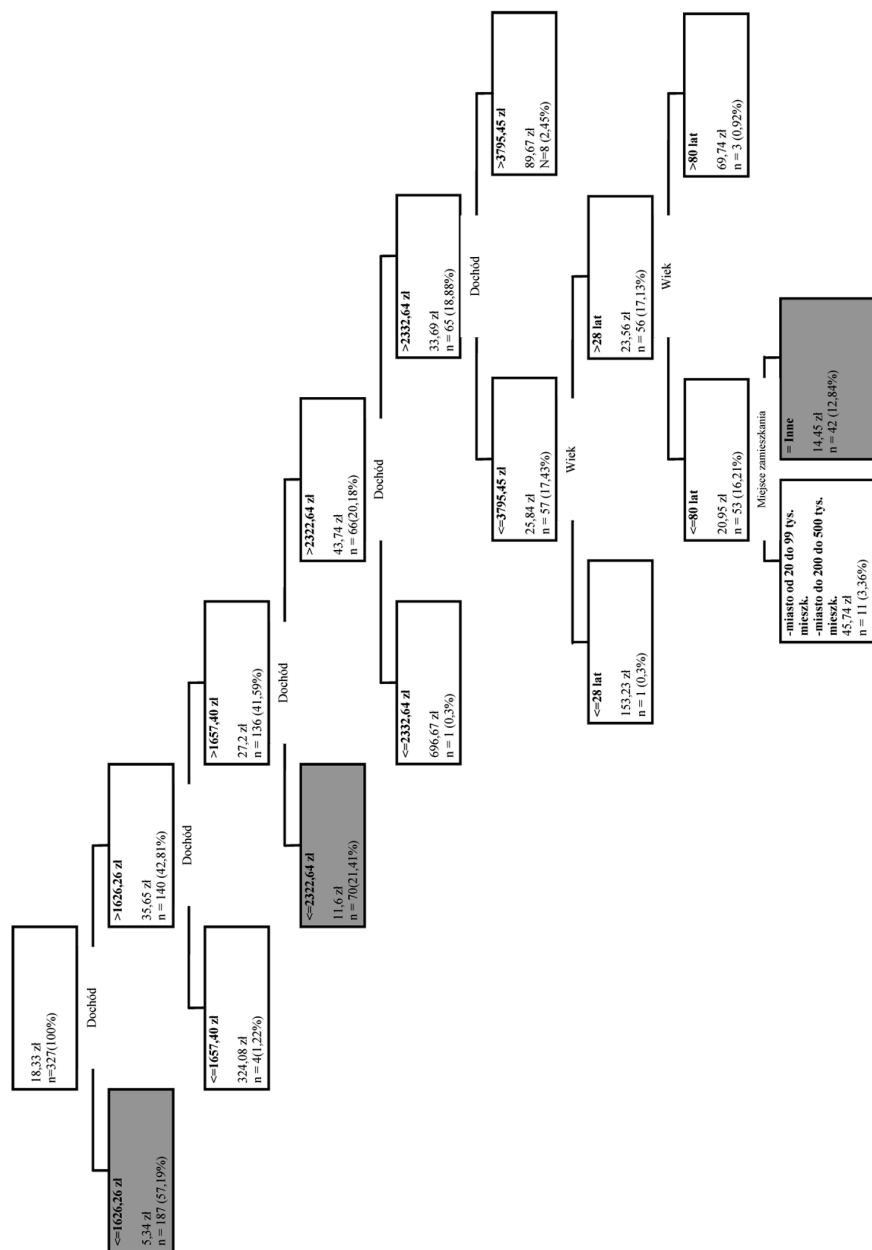 18,33 zł
n=327(100%)
Dochód
<=1626,26 zł
5,34 zł
n = 187 (57,19%)
>1626,26 zł
35,65 zł
n = 140 (42,81%)
Dochód
<=1657,40 zł
324,08 zł
n = 4(1,22%)
>1657,40 zł
27,2 zł
n = 136 (41,59%)
Dochód
<=2322,64 zł
11,6 zł
n = 70(21,41%)
>2322,64 zł
43,74 zł
n = 66(20,18%)
Dochód
<=2332,64 zł
696,67 zł
n = 1 (0,3%)
>2332,64 zł
33,69 zł
n = 65 (18,88%)
Dochód
<=3795,45 zł
25,84 zł
n = 57 (17,43%)
>3795,45 zł
89,67 zł
N=8 (2,45%)
Wiek
<=28 lat
153,23 zł
n = 1 (0,3%)
>28 lat
23,56 zł
n = 56 (17,13%)
Wiek
<=80 lat
20,95 zł
n = 53 (16,21%)
>80 lat
69,74 zł
n = 3 (0,92%)
Miejsce zamieszkania
-miasto od 20 do 99 tys.
mieszk.
-miasto do 200 do 500 tys.
mieszk.
45,74 zł
n = 11 (3,36%)
= Inne
14,45 zł
n = 42 (12,84%)